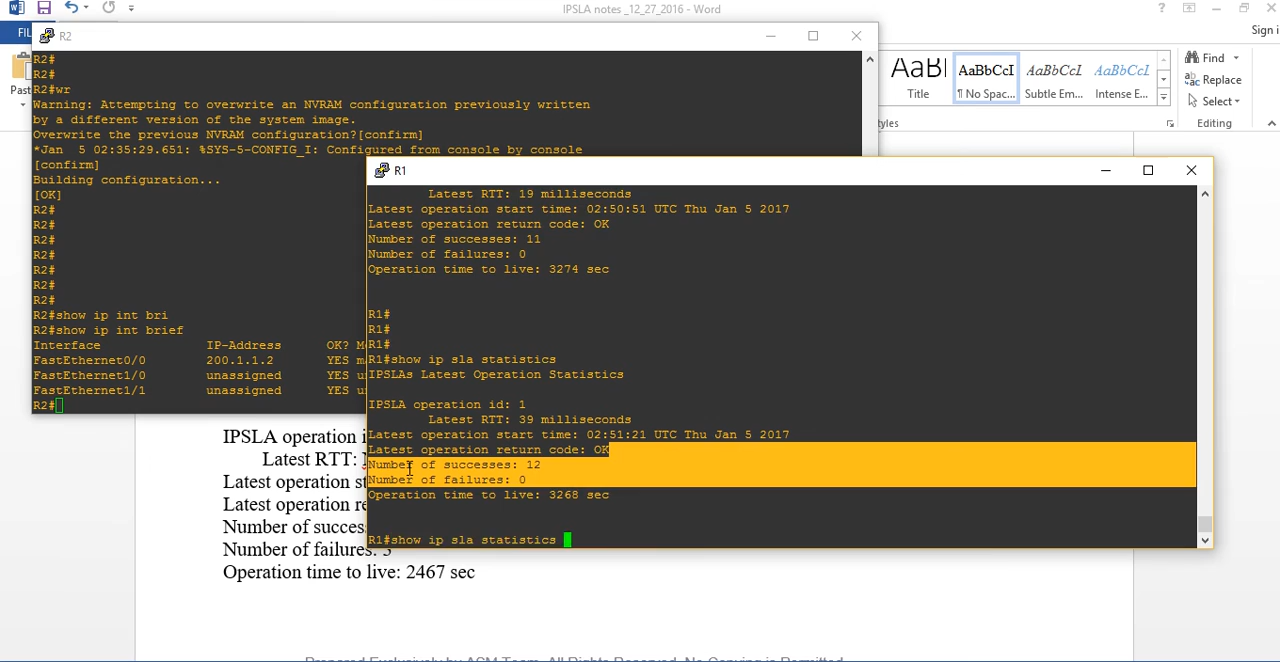 IPSLA notes _12_27_2016 - Word
? 
Sign i
FIL
Past
AaBl
AaBbCcI
AaBbCcI
AaBbCcI
Title
¶ No Spac...
Subtle Em...
Intense E...
Find
Replace
Select
Editing
R2
R2#
R2#
R2#wr
Warning: Attempting to overwrite an NVRAM configuration previously written
by a different version of the system image.
Overwrite the previous NVRAM configuration?[confirm]
*Jan  5 02:35:29.651: %SYS-5-CONFIG_I: Configured from console by console
[confirm]
Building configuration...
[OK]
R2#
R2#
R2#
R2#
R2#
R2#
R2#
R2#show ip int bri
R2#show ip int brief
Interface IP-Address OK? M
FastEthernet0/0 200.1.1.2 YES m
FastEthernet1/0 unassigned YES u
FastEthernet1/1 unassigned YES u
R2#
R1
Latest RTT: 19 milliseconds
Latest operation start time: 02:50:51 UTC Thu Jan 5 2017
Latest operation return code: OK
Number of successes: 11
Number of failures: 0
Operation time to live: 3274 sec
R1#
R1#
R1#
R1#show ip sla statistics
IPSLAs Latest Operation Statistics
IPSLA operation id: 1
Latest RTT: 39 milliseconds
Latest operation start time: 02:51:21 UTC Thu Jan 5 2017
Latest operation return code: OK
Number of successes: 12
Number of failures: 0
Operation time to live: 3268 sec
R1#show ip sla statistics
IPSLA operation i
Latest RTT:
Latest operation st
Latest operation re
Number of succes
Number of failures:
Operation time to live: 2467 sec